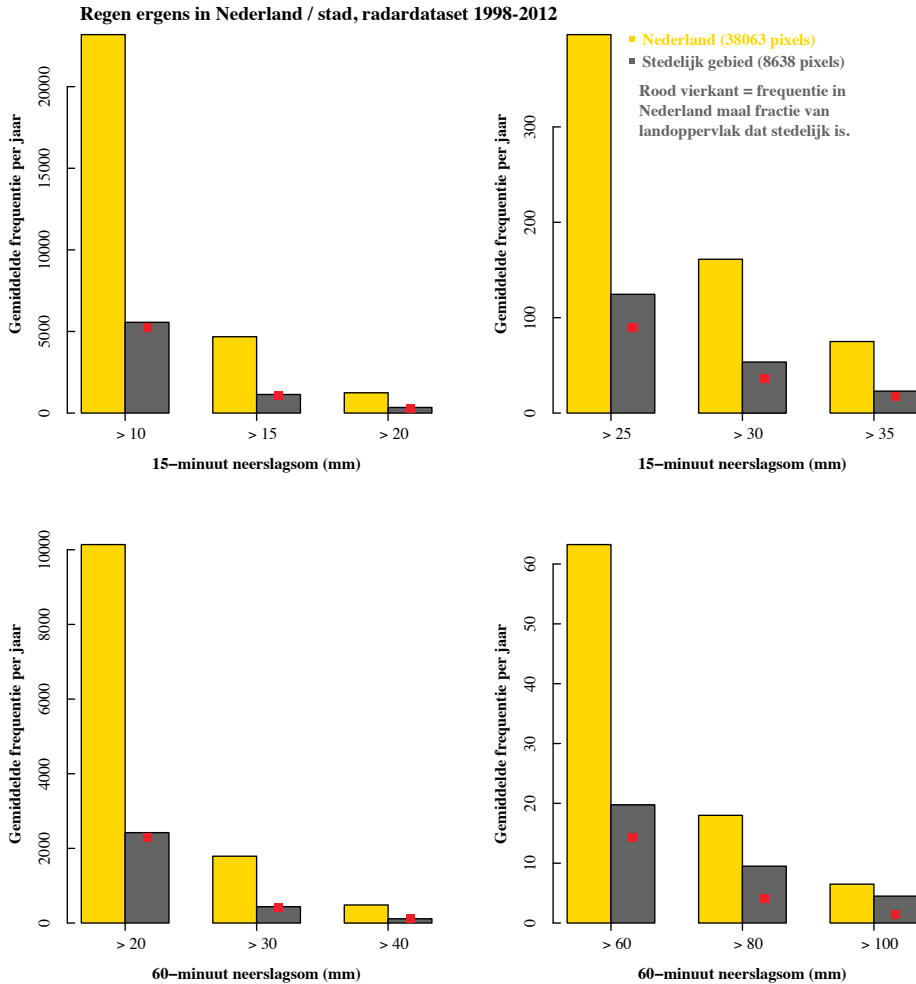 Regen ergens in Nederland / stad, radardataset 1998-2012
Gemiddelde frequentie per jaar
20000
15000
10000
5000
0
> 10
> 15
> 20
15−minuut neerslagsom (mm)
Nederland (38063 pixels)
Stedelijk gebied (8638 pixels)
Rood vierkant = frequentie in
Nederland maal fractie van
landoppervlak dat stedelijk is.
Gemiddelde frequentie per jaar
300
200
100
0
> 25
> 30
> 35
15−minuut neerslagsom (mm)
Gemiddelde frequentie per jaar
10000
8000
6000
4000
2000
0
> 20
> 30
> 40
60−minuut neerslagsom (mm)
Gemiddelde frequentie per jaar
60
50
40
30
20
10
0
> 60
> 80
> 100
60−minuut neerslagsom (mm)